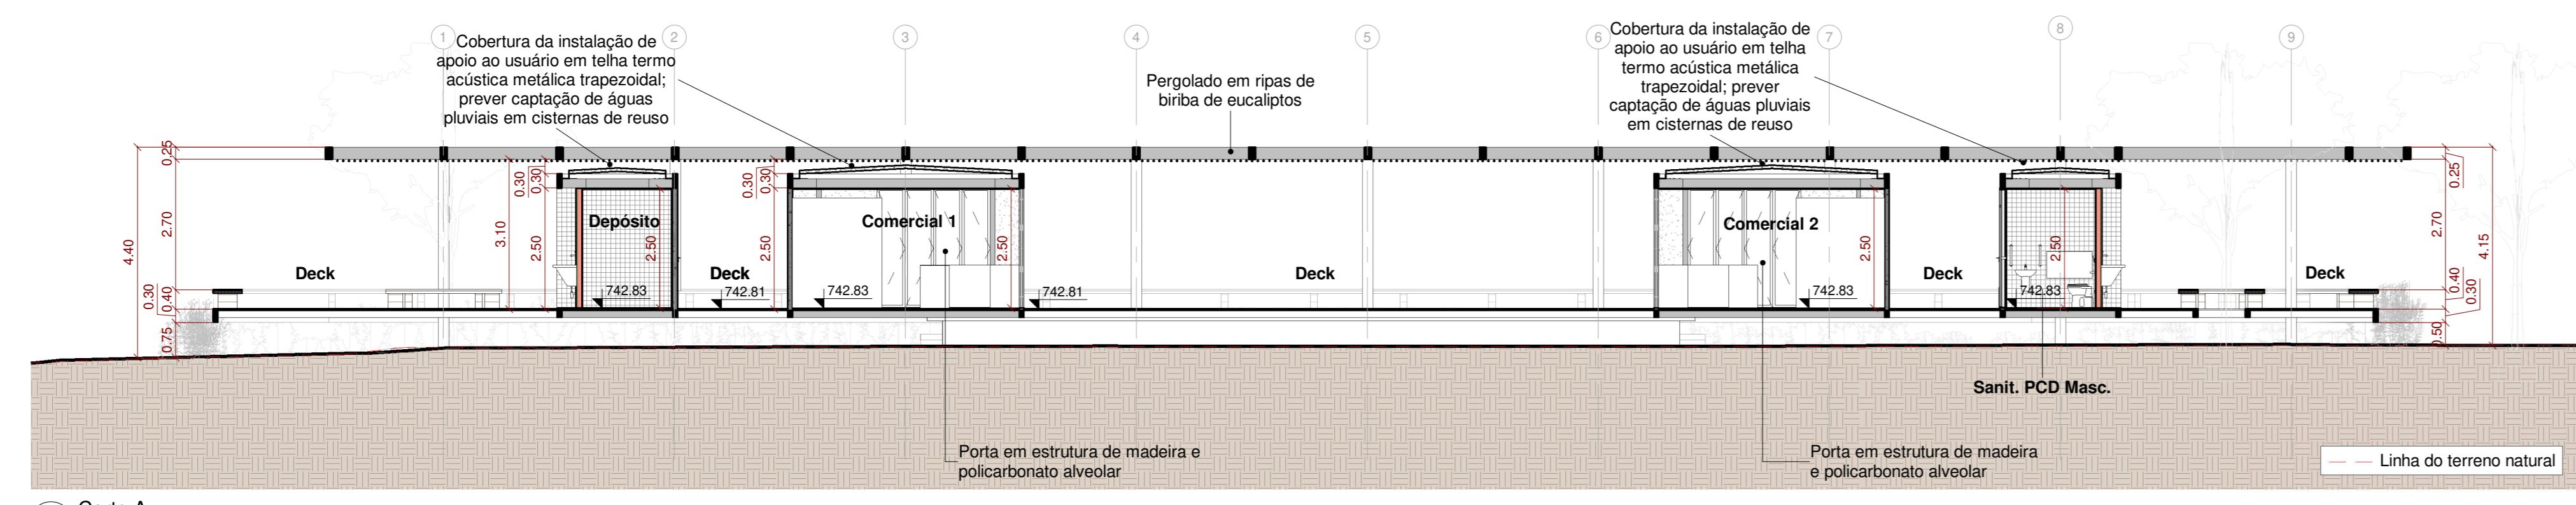 1
2
3
4
5
6
7
8
9
Cobertura da instalação de
apoio ao usuário em telha termo
acústica metálica trapezoidal;
prever captação de águas
pluviais em cisternas de reuso
Pergolado em ripas de
biriba de eucaliptos
Cobertura da instalação de
apoio ao usuário em telha
termo acústica metálica
trapezoidal; prever
captação de águas pluviais
em cisternas de reuso
4.40
0.25
2.70
0.40
0.30
0.75
Deck
3.10
0.30
0.30
2.50
Depósito
2.50
742.83
Deck
742.81
0.30
0.30
2.50
Comercial 1
742.83
2.50
742.81
Deck
Comercial 2
742.83
2.50
Deck
2.50
742.83
Sanit. PCD Masc.
Deck
0.25
2.70
0.40
0.30
0.50
4.15
Porta em estrutura de madeira e
policarbonato alveolar
Porta em estrutura de madeira
e policarbonato alveolar
Linha do terreno natural